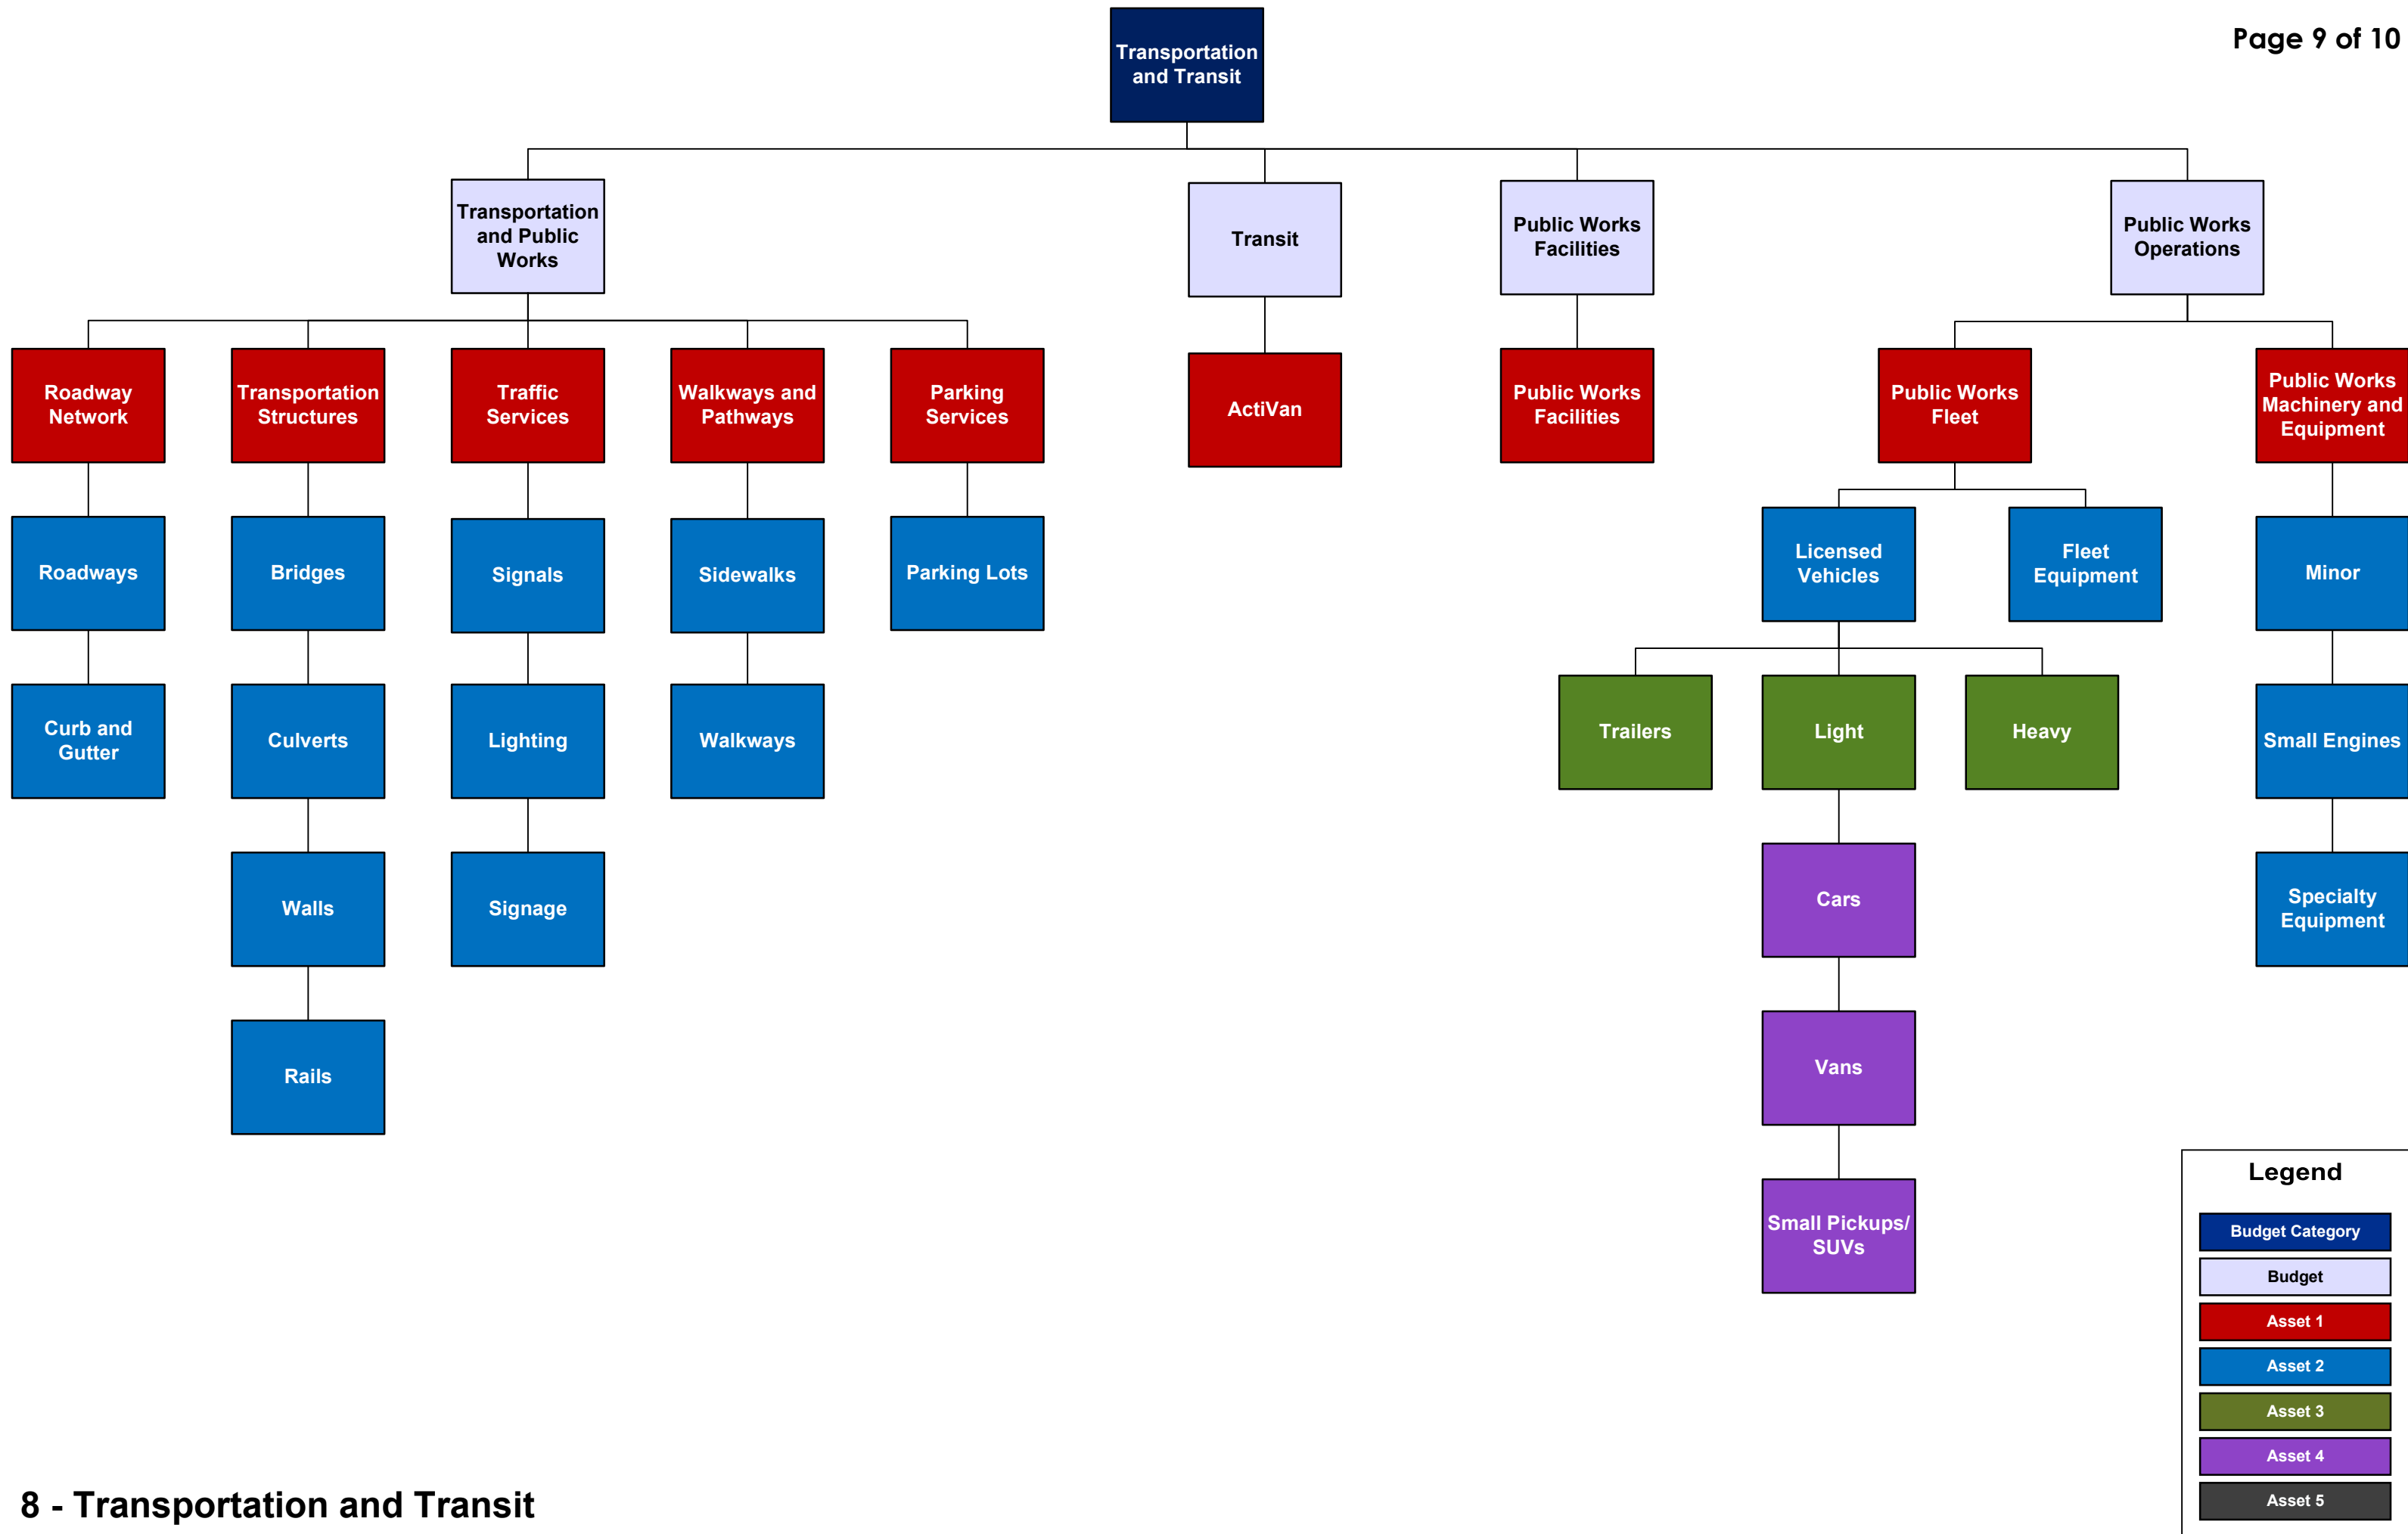 Page 9 of 10
Transportation
and Transit
Transportation
and Public
Works
Transit
Public Works
Facilities
Public Works
Operations
Roadway
Network
Transportation
Structures
Traffic
Services
Walkways and
Pathways
Parking
Services
ActiVan
Public Works
Facilities
Public Works
Fleet
Public Works
Machinery and
Equipment
Roadways
Bridges
Signals
Sidewalks
Parking Lots
Licensed
Vehicles
Fleet
Equipment
Minor
Curb and
Gutter
Culverts
Lighting
Walkways
Trailers
Light
Heavy
Small Engines
Walls
Signage
Cars
Specialty
Equipment
Rails
Vans
Small Pickups/
SUVs
Legend
Budget Category
Budget
Asset 1
Asset 2
Asset 3
Asset 4
Asset 5
8 - Transportation and Transit